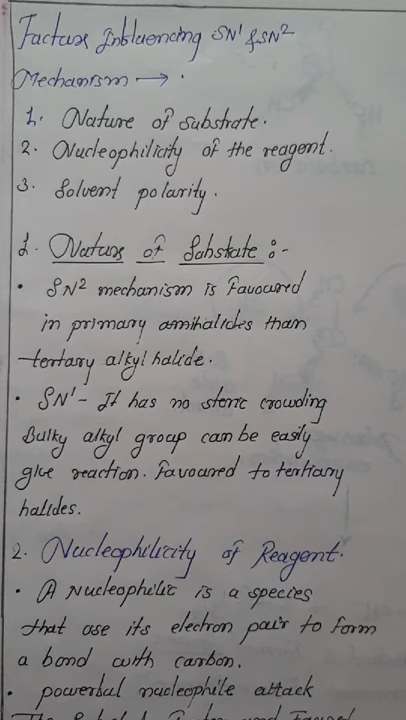 Factors Influencing SN1 & SN2
Mechanism →
1. Nature of substrate.
2. Nucleophilicity of the reagent.
3. Solvent polarity.
1. Nature of Substate :-
• SN2 mechanism is Favoured
in primary amihalides than
tertary alkyl halide.
• SN1 - It has no steric crowding
Bulky alkyl group can be easily
give reaction. Favoured to tertiary
halides.
2. Nucleophilicity of Reagent.
• A Nucleophilic is a species
that use its electron pair to form
a bond with carbon.
• powerful nucleophile attack
The